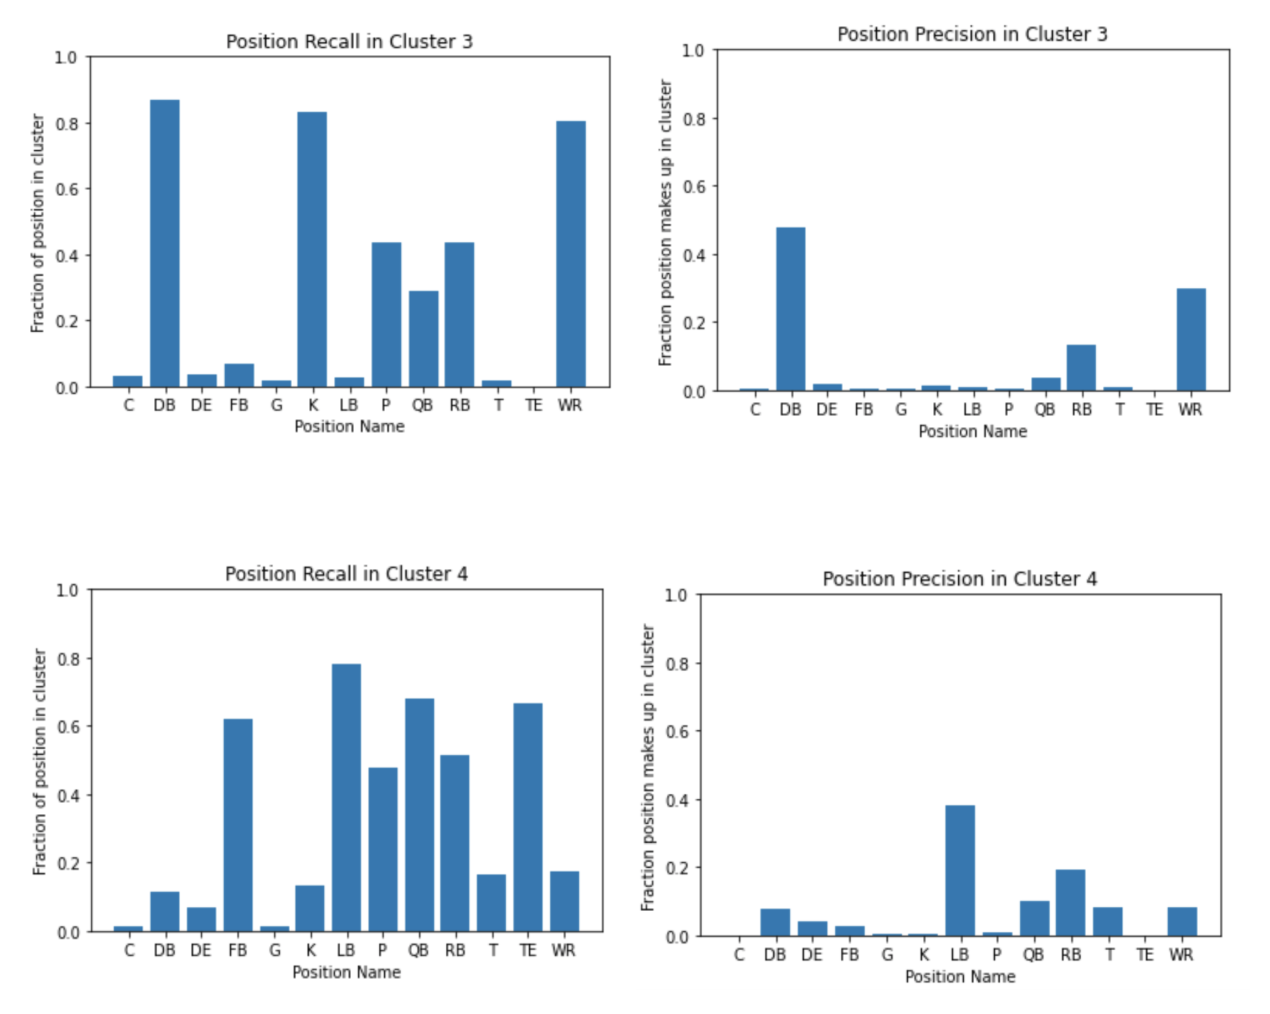 Position Recall in Cluster 3
Fraction of position in cluster
1.0
0.8
0.6
0.4
0.2
0.0
C DB DE FB G K LB P QB RB T TE WR
Position Name
Position Precision in Cluster 3
Fraction position makes up in cluster
1.0
0.8
0.6
0.4
0.2
0.0
C DB DE FB G K LB P QB RB T TE WR
Position Name
Position Recall in Cluster 4
Fraction of position in cluster
1.0
0.8
0.6
0.4
0.2
0.0
C DB DE FB G K LB P QB RB T TE WR
Position Name
Position Precision in Cluster 4
Fraction position makes up in cluster
1.0
0.8
0.6
0.4
0.2
0.0
C DB DE FB G K LB P QB RB T TE WR
Position Name